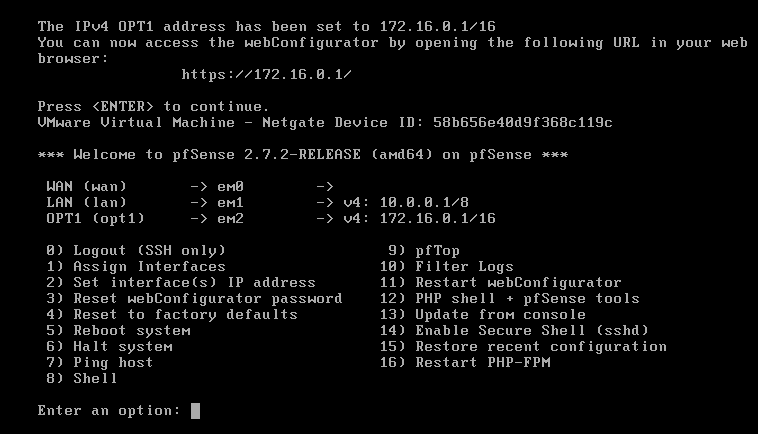 The IPv4 OPT1 address has been set to 172.16.0.1/16
You can now access the webConfigurator by opening the following URL in your web
browser:
https://172.16.0.1/
Press <ENTER> to continue.
VMware Virtual Machine - Netgate Device ID: 58b656e40d9f368c119c
*** Welcome to pfSense 2.7.2-RELEASE (amd64) on pfSense ***
WAN (wan)       -> em0        ->
LAN (lan)       -> em1        -> v4: 10.0.0.1/8
OPT1 (opt1)     -> em2        -> v4: 172.16.0.1/16
0) Logout (SSH only)                  9) pfTop
1) Assign Interfaces                 10) Filter Logs
2) Set interface(s) IP address       11) Restart webConfigurator
3) Reset webConfigurator password    12) PHP shell + pfSense tools
4) Reset to factory defaults         13) Update from console
5) Reboot system                     14) Enable Secure Shell (sshd)
6) Halt system                       15) Restore recent configuration
7) Ping host                         16) Restart PHP-FPM
8) Shell
Enter an option: